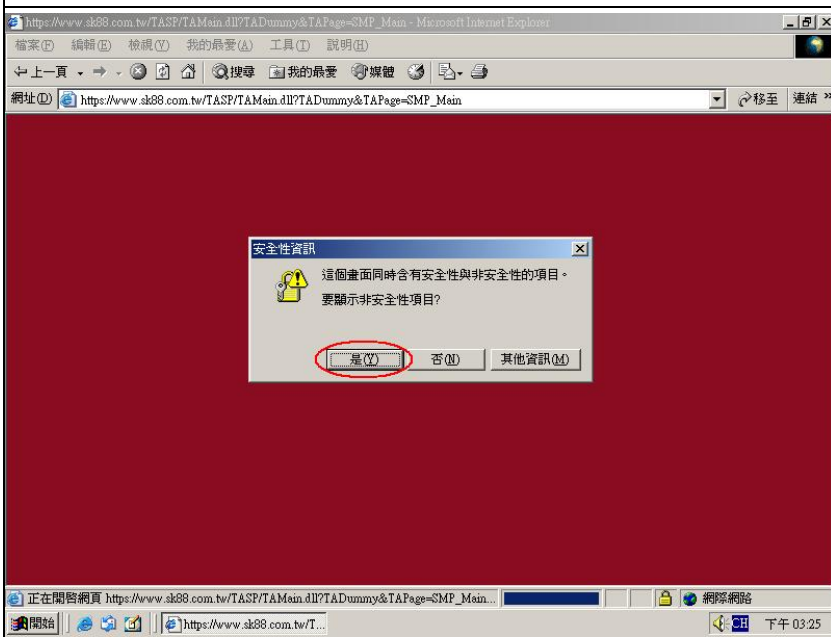 https://www.sk88.com.tw/TASP/TAMain.dll?TADummy&TAPage=SMP_Main - Microsoft Internet Explorer
檔案(F) 編輯(E) 檢視(V) 我的最愛(A) 工具(T) 說明(H)
上一頁 搜尋 我的最愛 媒體
網址(D) https://www.sk88.com.tw/TASP/TAMain.dll?TADummy&TAPage=SMP_Main 移至 連結 »
安全性資訊
這個畫面同時含有安全性與非安全性的項目。
要顯示非安全性項目?
是(Y) 否(N) 其他資訊(M)
正在開啓網頁 https://www.sk88.com.tw/TASP/TAMain.dll?TADummy&TAPage=SMP_Main... 網際網路
開始 https://www.sk88.com.tw/T... CH 下午 03:25